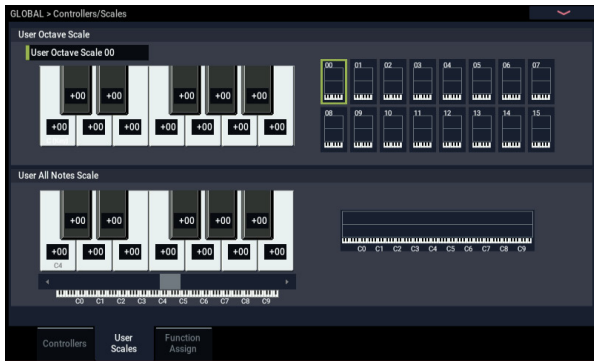 GLOBAL > Controllers/Scales
User Octave Scale
User Octave Scale 00
+00 +00 +00 +00 +00
+00 +00 +00 +00 +00 +00 +00
00 01 02 03 04 05 06 07
08 09 10 11 12 13 14 15
User All Notes Scale
+00 +00 +00 +00 +00
+00 +00 +00 +00 +00 +00 +00
C4
C0 C1 C2 C3 C4 C5 C6 C7 C8 C9
C0 C1 C2 C3 C4 C5 C6 C7 C8 C9
Controllers
User
Scales
Function
Assign